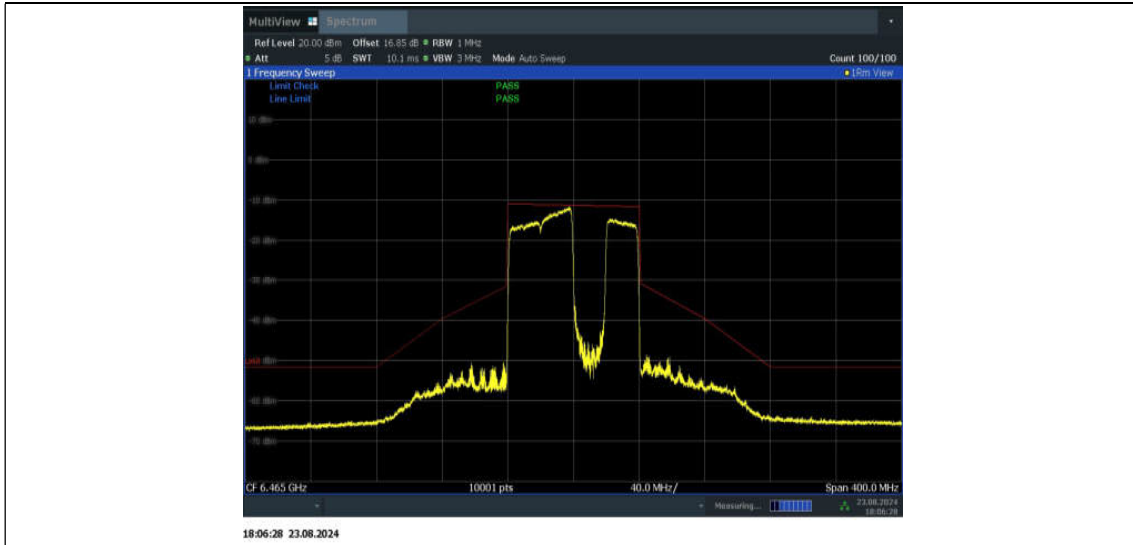 MultiView Spectrum
Ref Level 20.00 dBm Offset 16.85 dB RBW 1 MHz
Att 5 dB SWT 10.1 ms VBW 3 MHz Mode Auto Sweep Count 100/100
1 Frequency Sweep 1Rm View
Limit Check PASS
Line Limit PASS
10 dBm
0 dBm
-10 dBm
-20 dBm
-30 dBm
-40 dBm
-60 dBm
-70 dBm
CF 6.465 GHz 10001 pts 40.0 MHz/ Span 400.0 MHz
Measuring... 23.08.2024
18:06:28
18:06:28 23.08.2024